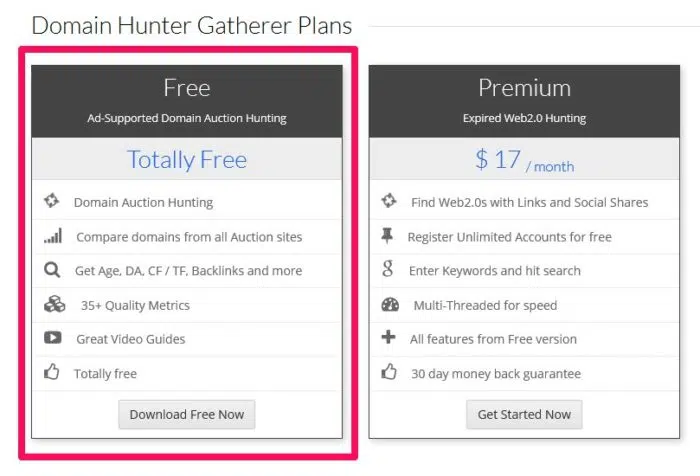 Domain Hunter Gatherer Plans
Free
Ad-Supported Domain Auction Hunting
Totally Free
Domain Auction Hunting
Compare domains from all Auction sites
Get Age, DA, CF / TF, Backlinks and more
35+ Quality Metrics
Great Video Guides
Totally free
Download Free Now
Premium
Expired Web2.0 Hunting
$ 17 / month
Find Web2.0s with Links and Social Shares
Register Unlimited Accounts for free
Enter Keywords and hit search
Multi-Threaded for speed
All features from Free version
30 day money back guarantee
Get Started Now